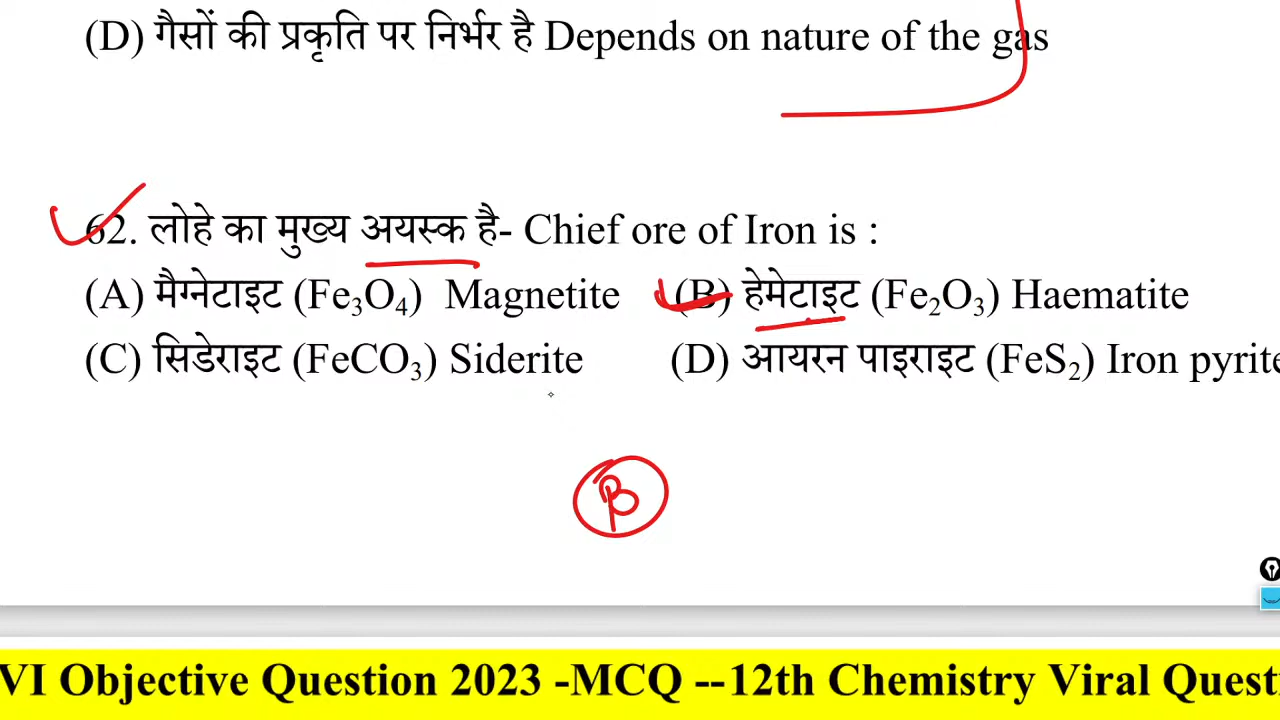 (D) गैसों की प्रकृति पर निर्भर है Depends on nature of the gas
62. लोहे का मुख्य अयस्क है- Chief ore of Iron is :
(A) मैग्नेटाइट (Fe₃O₄) Magnetite (B) हेमेटाइट (Fe₂O₃) Haematite
(C) सिडेराइट (FeCO₃) Siderite (D) आयरन पाइराइट (FeS₂) Iron pyrite
B
VI Objective Question 2023 -MCQ --12th Chemistry Viral Questi